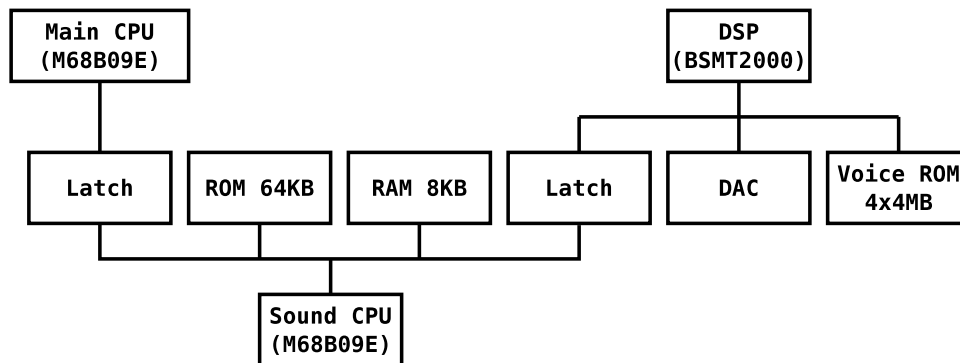 Main CPU
(M68B09E)
DSP
(BSMT2000)
Latch
ROM 64KB
RAM 8KB
Latch
DAC
Voice ROM
4x4MB
Sound CPU
(M68B09E)